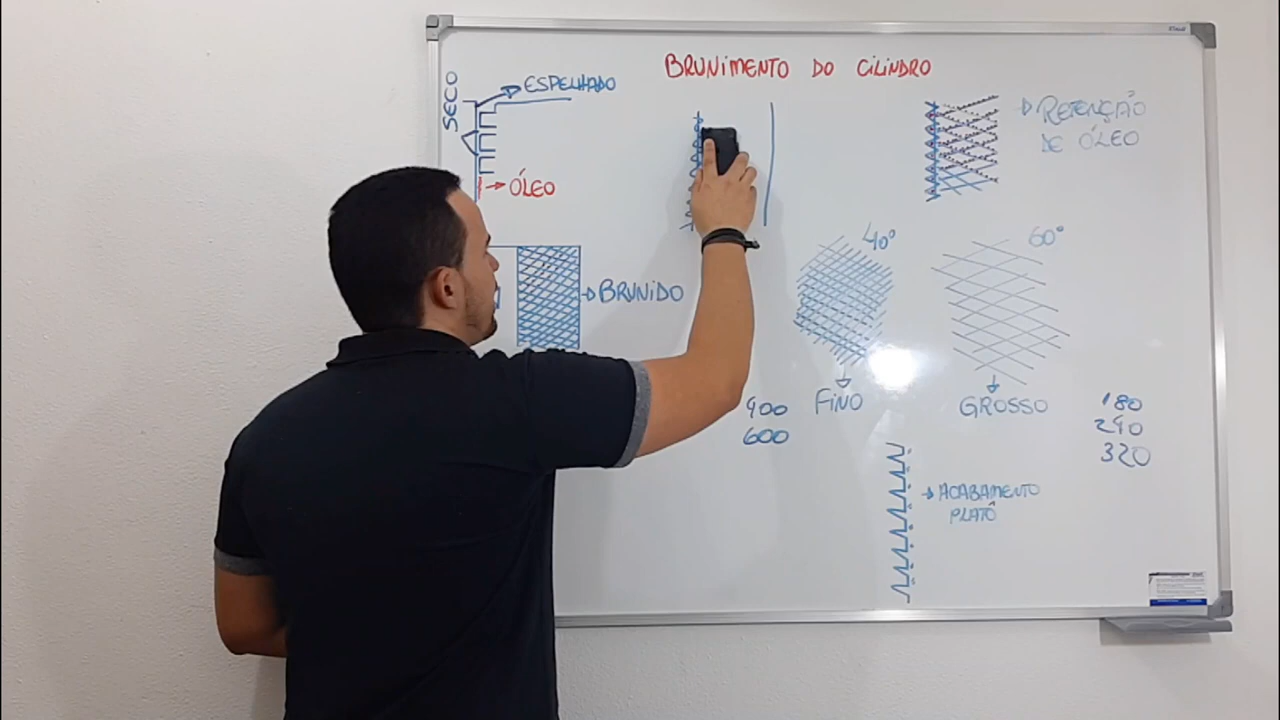 BRUNIMENTO DO CILINDRO
SECO
ESPELHADO
ÓLEO
RETENÇÃO
DE ÓLEO
BRUNIDO
40°
60°
FINO
GROSSO
400
600
180
240
320
ACABAMENTO
PLATÔ